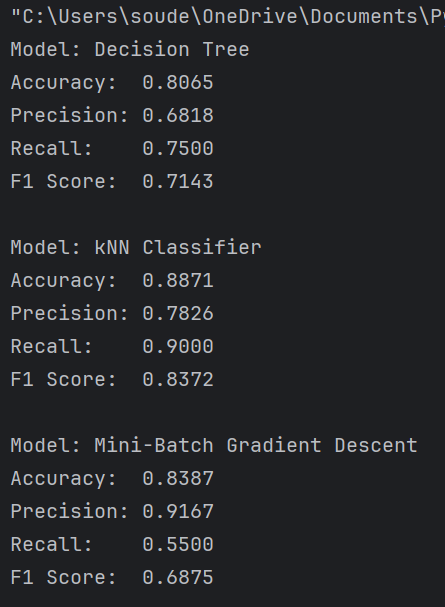 "C:\Users\soude\OneDrive\Documents\Py
Model: Decision Tree
Accuracy:  0.8065
Precision: 0.6818
Recall:    0.7500
F1 Score:  0.7143

Model: kNN Classifier
Accuracy:  0.8871
Precision: 0.7826
Recall:    0.9000
F1 Score:  0.8372

Model: Mini-Batch Gradient Descent
Accuracy:  0.8387
Precision: 0.9167
Recall:    0.5500
F1 Score:  0.6875